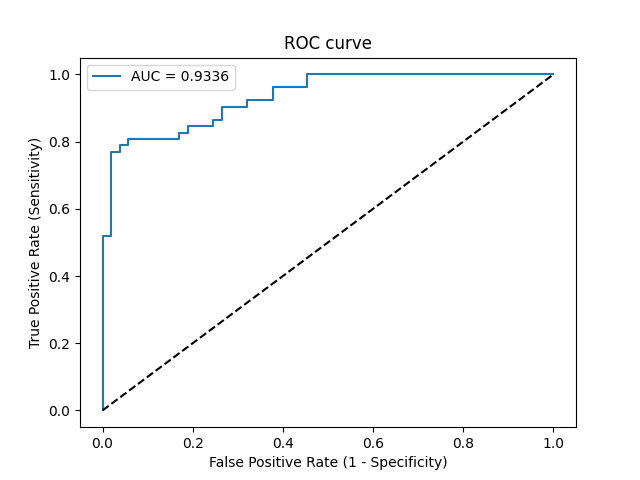 ROC curve
AUC = 0.9336
True Positive Rate (Sensitivity)
1.0
0.8
0.6
0.4
0.2
0.0
0.0 0.2 0.4 0.6 0.8 1.0
False Positive Rate (1 - Specificity)